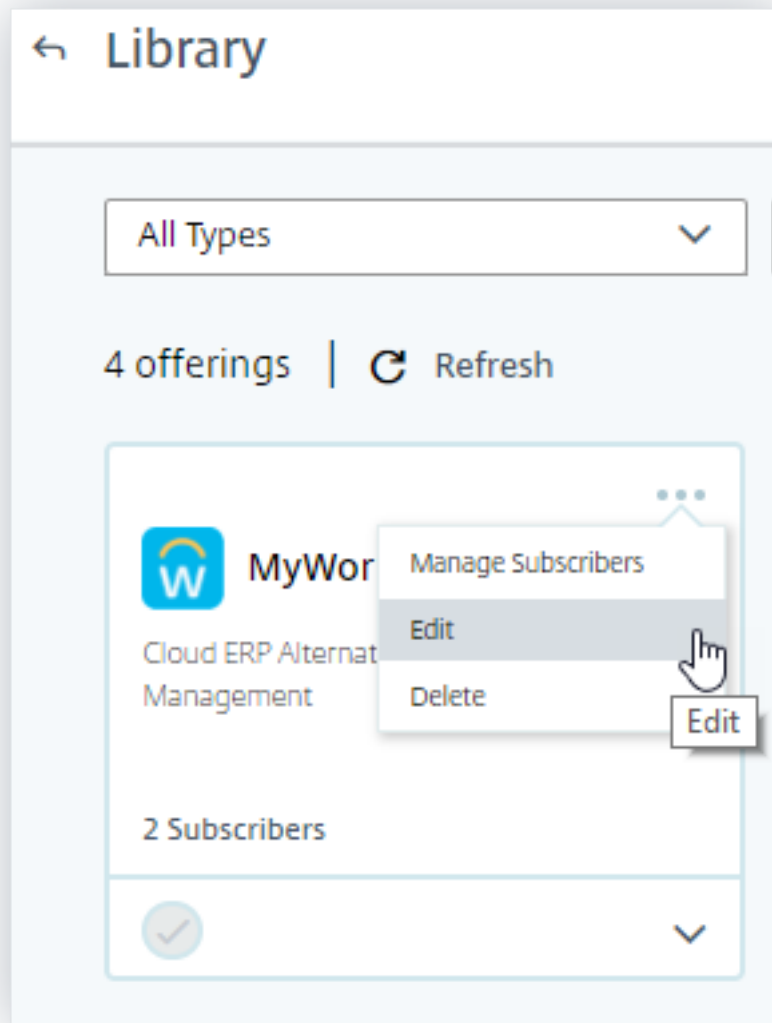 Library
All Types
4 offerings | Refresh
MyWor
Manage Subscribers
Edit
Cloud ERP Alternat
Management
Delete
Edit
2 Subscribers